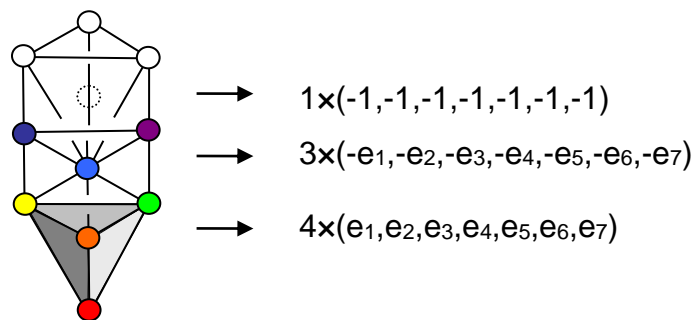 1×(-1,-1,-1,-1,-1,-1,-1)
3×(-e₁,-e₂,-e₃,-e₄,-e₅,-e₆,-e₇)
4×(e₁,e₂,e₃,e₄,e₅,e₆,e₇)